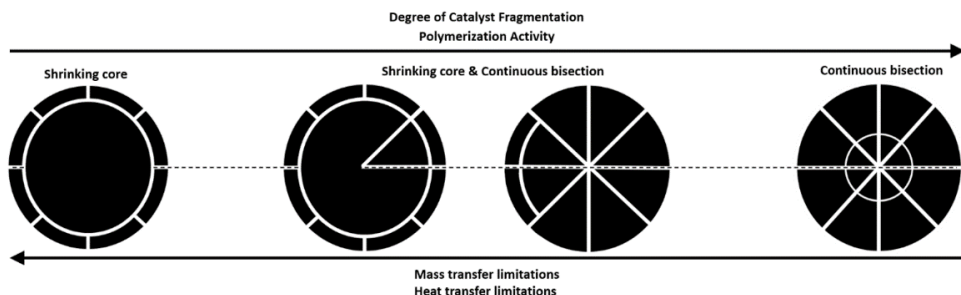 Degree of Catalyst Fragmentation
Polymerization Activity
Shrinking core
Shrinking core & Continuous bisection
Continuous bisection
Mass transfer limitations
Heat transfer limitations